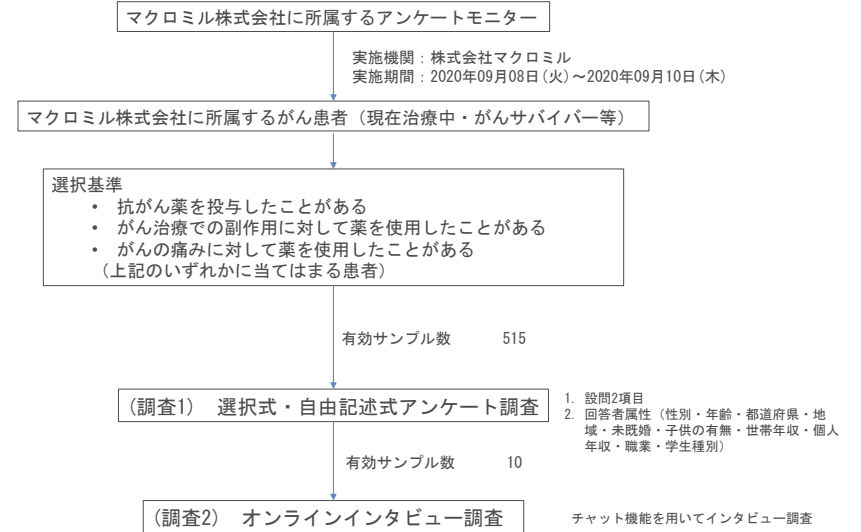 マクロミル株式会社に所属するアンケートモニター
実施機関：株式会社マクロミル
実施期間：2020年09月08日(火)～2020年09月10日(木)
マクロミル株式会社に所属するがん患者（現在治療中・がんサバイバー等）
選択基準
• 抗がん薬を投与したことがある
• がん治療での副作用に対して薬を使用したことがある
• がんの痛みに対して薬を使用したことがある
（上記のいずれかに当てはまる患者）
有効サンプル数 515
(調査1) 選択式・自由記述式アンケート調査
1. 設問2項目
2. 回答者属性（性別・年齢・都道府県・地
域・未既婚・子供の有無・世帯年収・個人
年収・職業・学生種別）
有効サンプル数 10
(調査2) オンラインインタビュー調査
チャット機能を用いてインタビュー調査